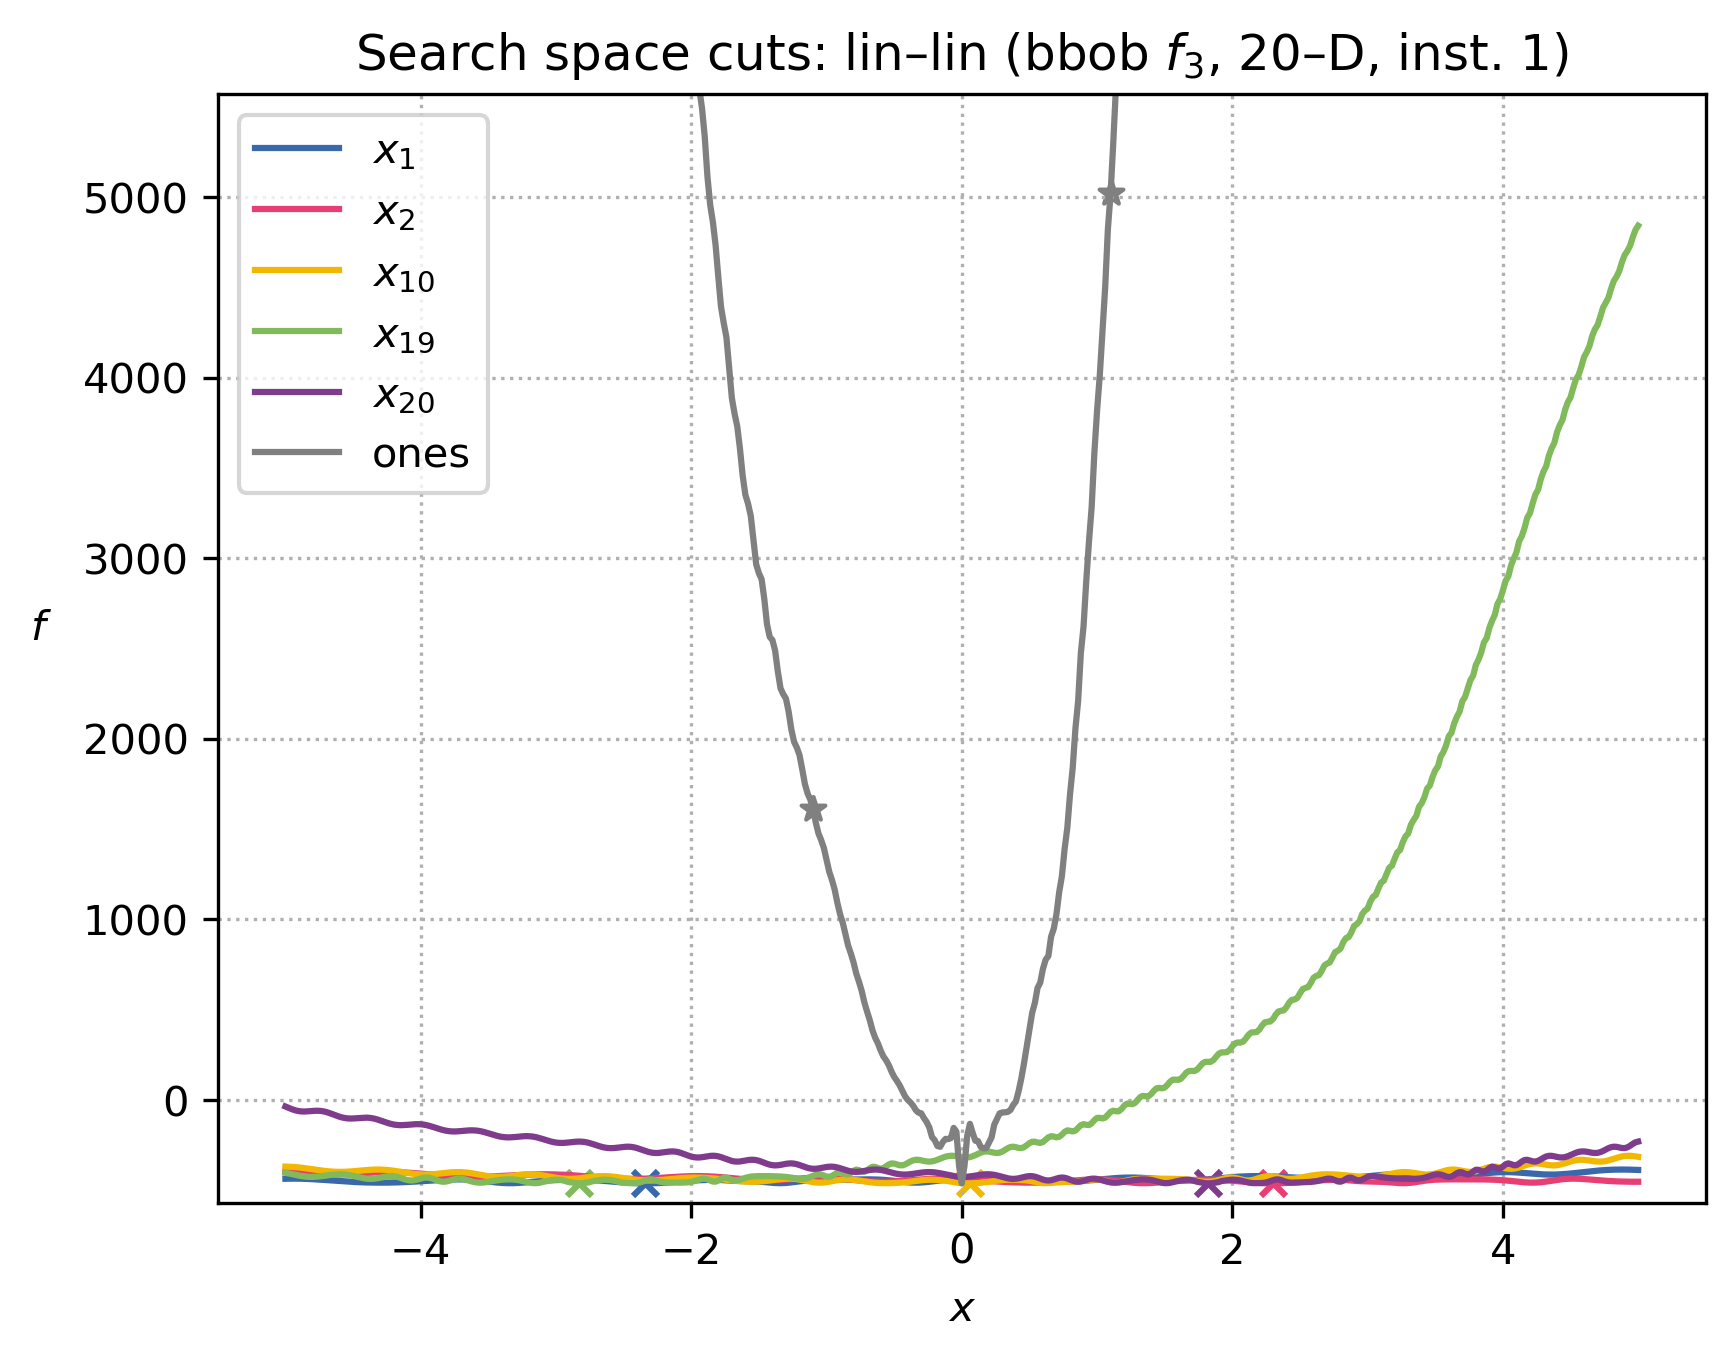 Search space cuts: lin–lin (bbob f₃, 20–D, inst. 1)
x₁
x₂
x₁₀
x₁₉
x₂₀
ones
5000
4000
3000
2000
1000
0
f
−4 −2 0 2 4
x